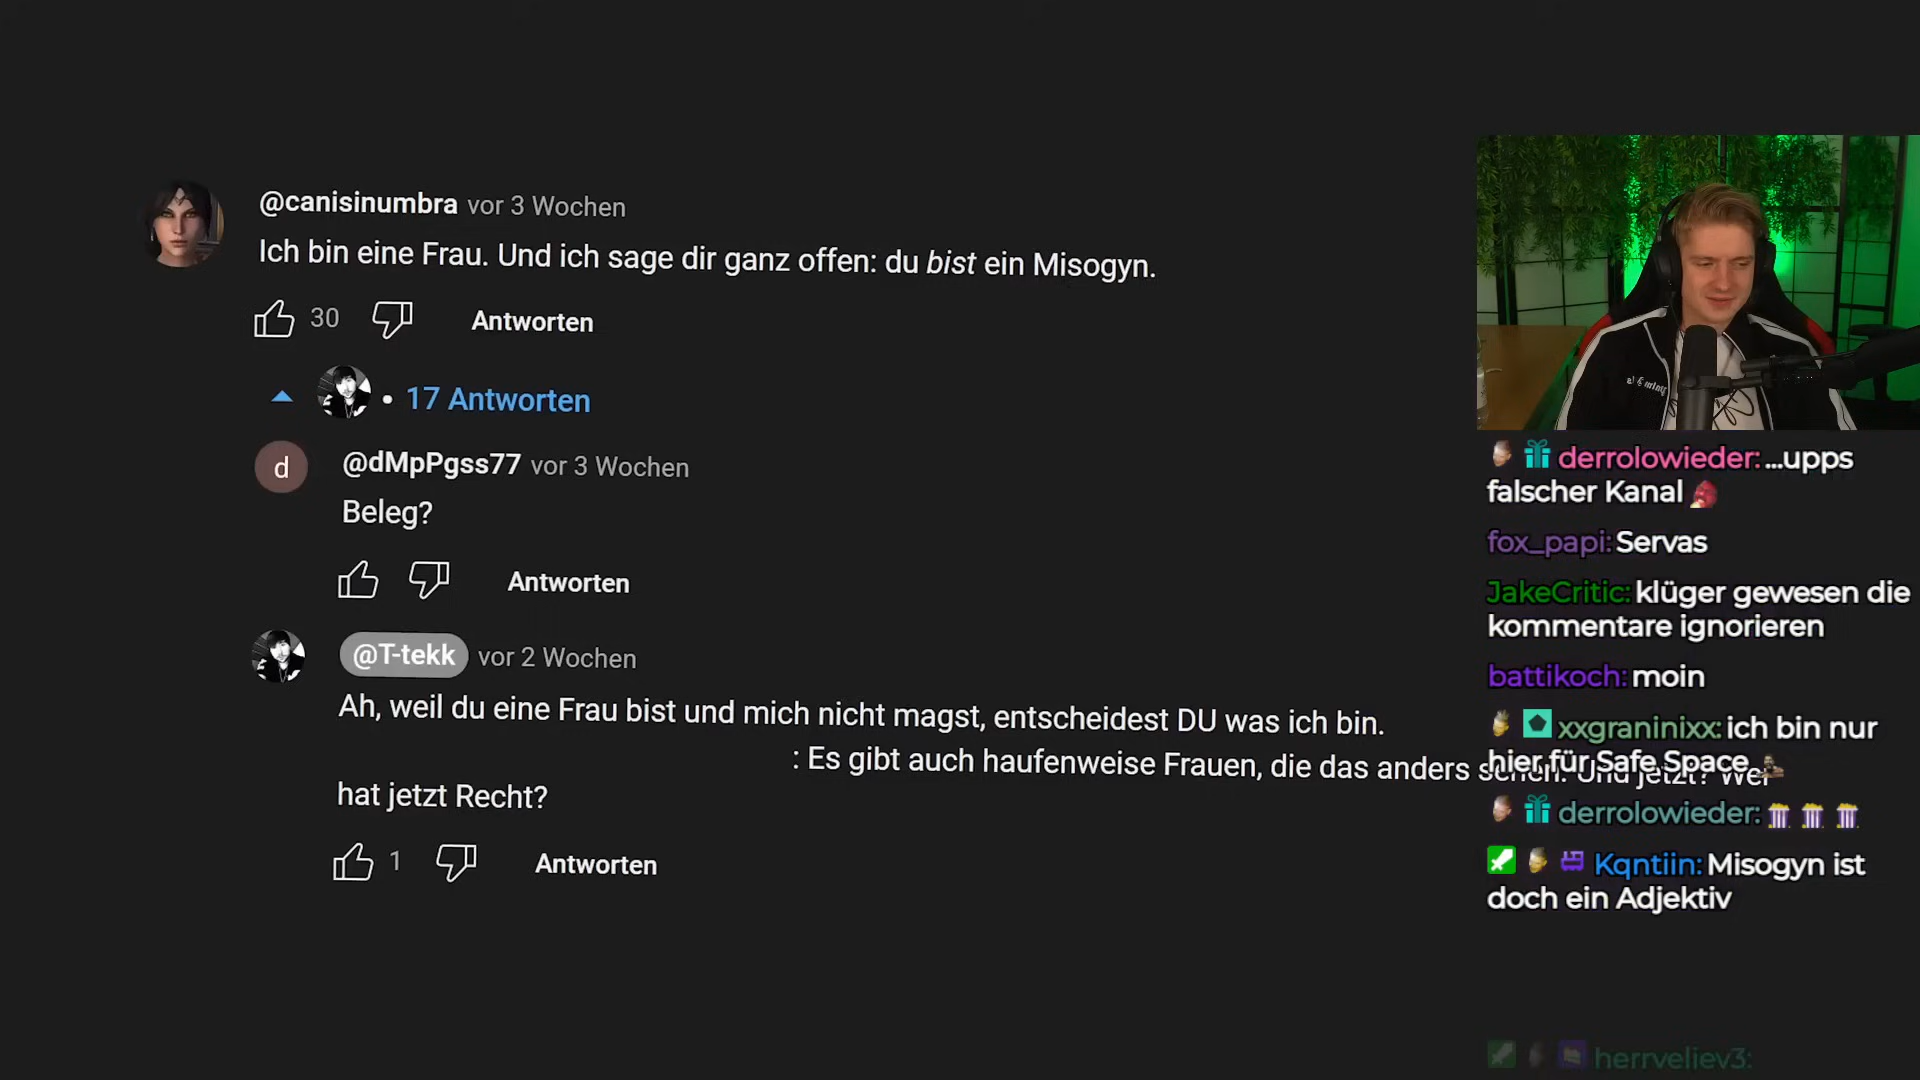 @canisinumbra vor 3 Wochen
Ich bin eine Frau. Und ich sage dir ganz offen: du bist ein Misogyn.
30 Antworten
• 17 Antworten
d @dMpPgss77 vor 3 Wochen
Beleg?
Antworten
@T-tekk vor 2 Wochen
Ah, weil du eine Frau bist und mich nicht magst, entscheidest DU was ich bin.
: Es gibt auch haufenweise Frauen, die das anders sehen. Und jetzt? Wer
hat jetzt Recht?
1 Antworten
derrolowieder: ...upps
falscher Kanal
fox_papi: Servas
JakeCritic: klüger gewesen die
kommentare ignorieren
battikoch: moin
xxgraninixx: ich bin nur
hier für Safe Space
derrolowieder:
Kqntiin: Misogyn ist
doch ein Adjektiv
herrveliev3: